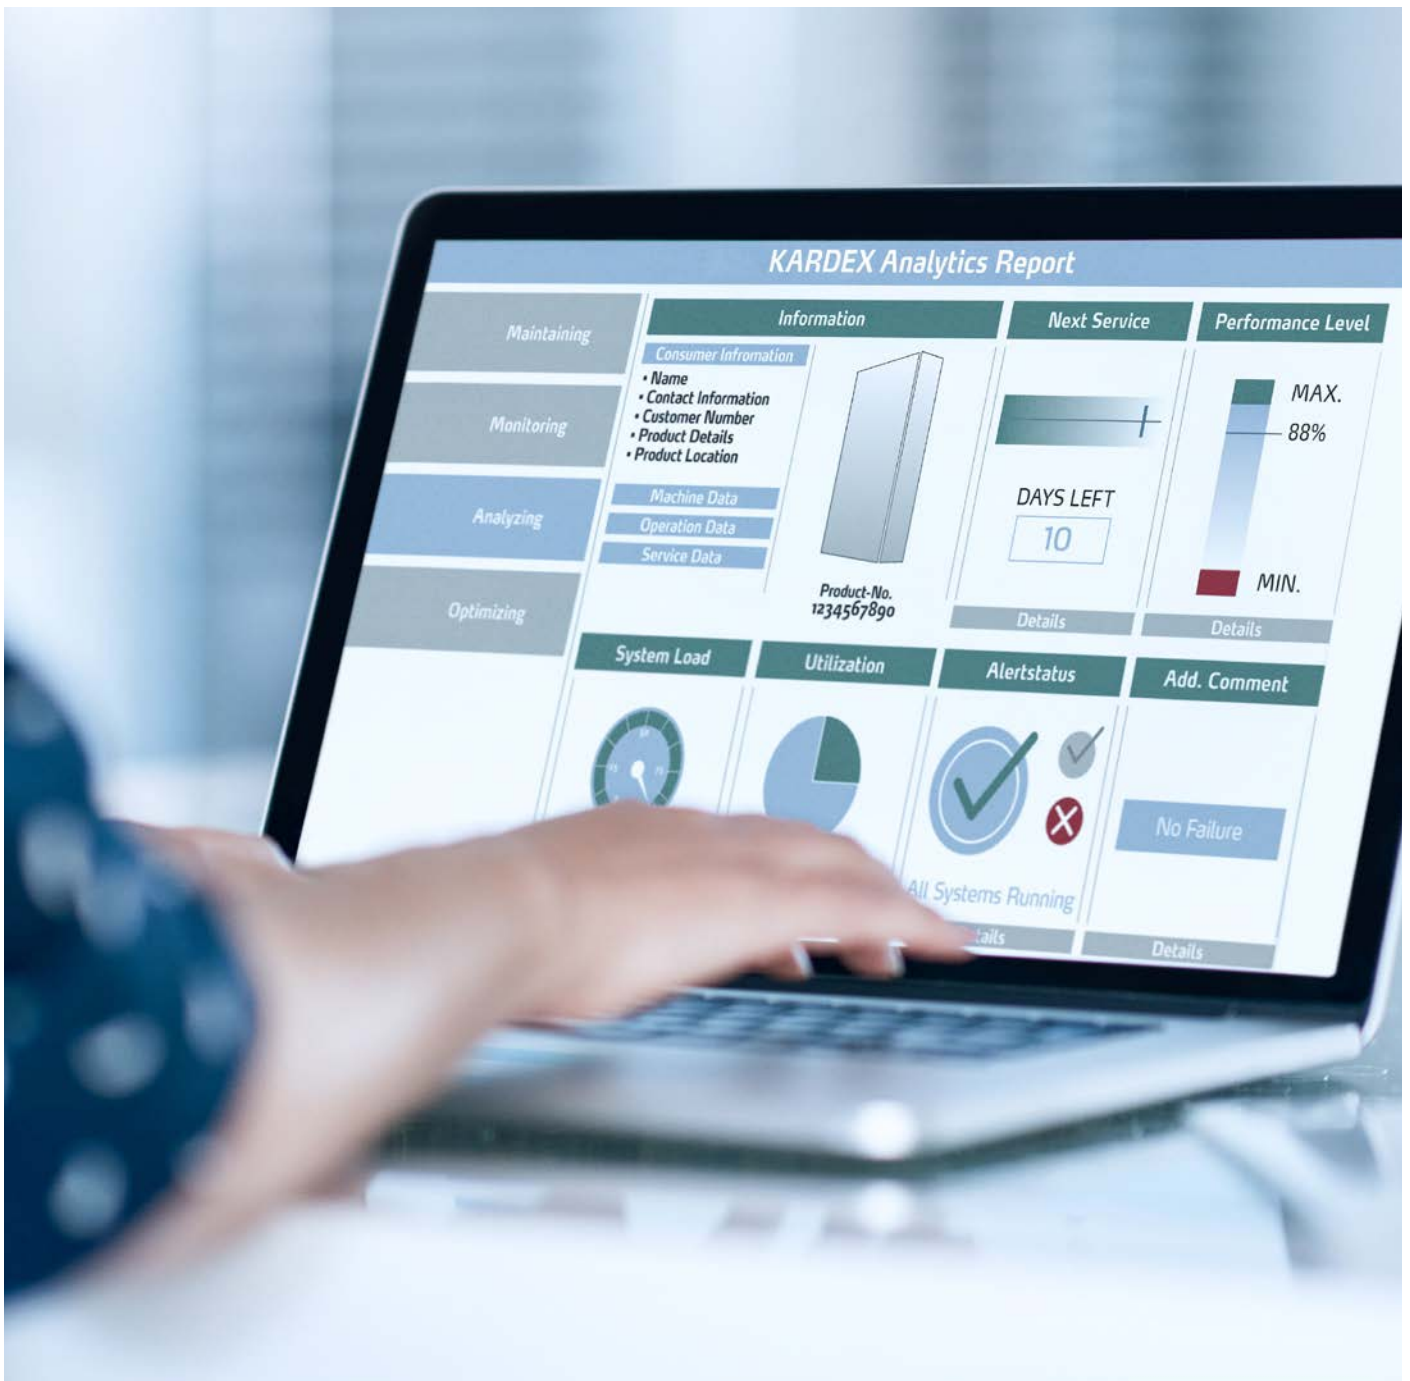 KARDEX Analytics Report
Maintaining
Monitoring
Analyzing
Optimizing
Information
Consumer Infromation
• Name
• Contact Information
• Customer Number
• Product Details
• Product Location
Machine Data
Operation Data
Service Data
Product-No.
1234567890
Next Service
DAYS LEFT
10
Details
Performance Level
MAX.
88%
MIN.
Details
System Load
Utilization
Alertstatus
All Systems Running
Add. Comment
No Failure
Details